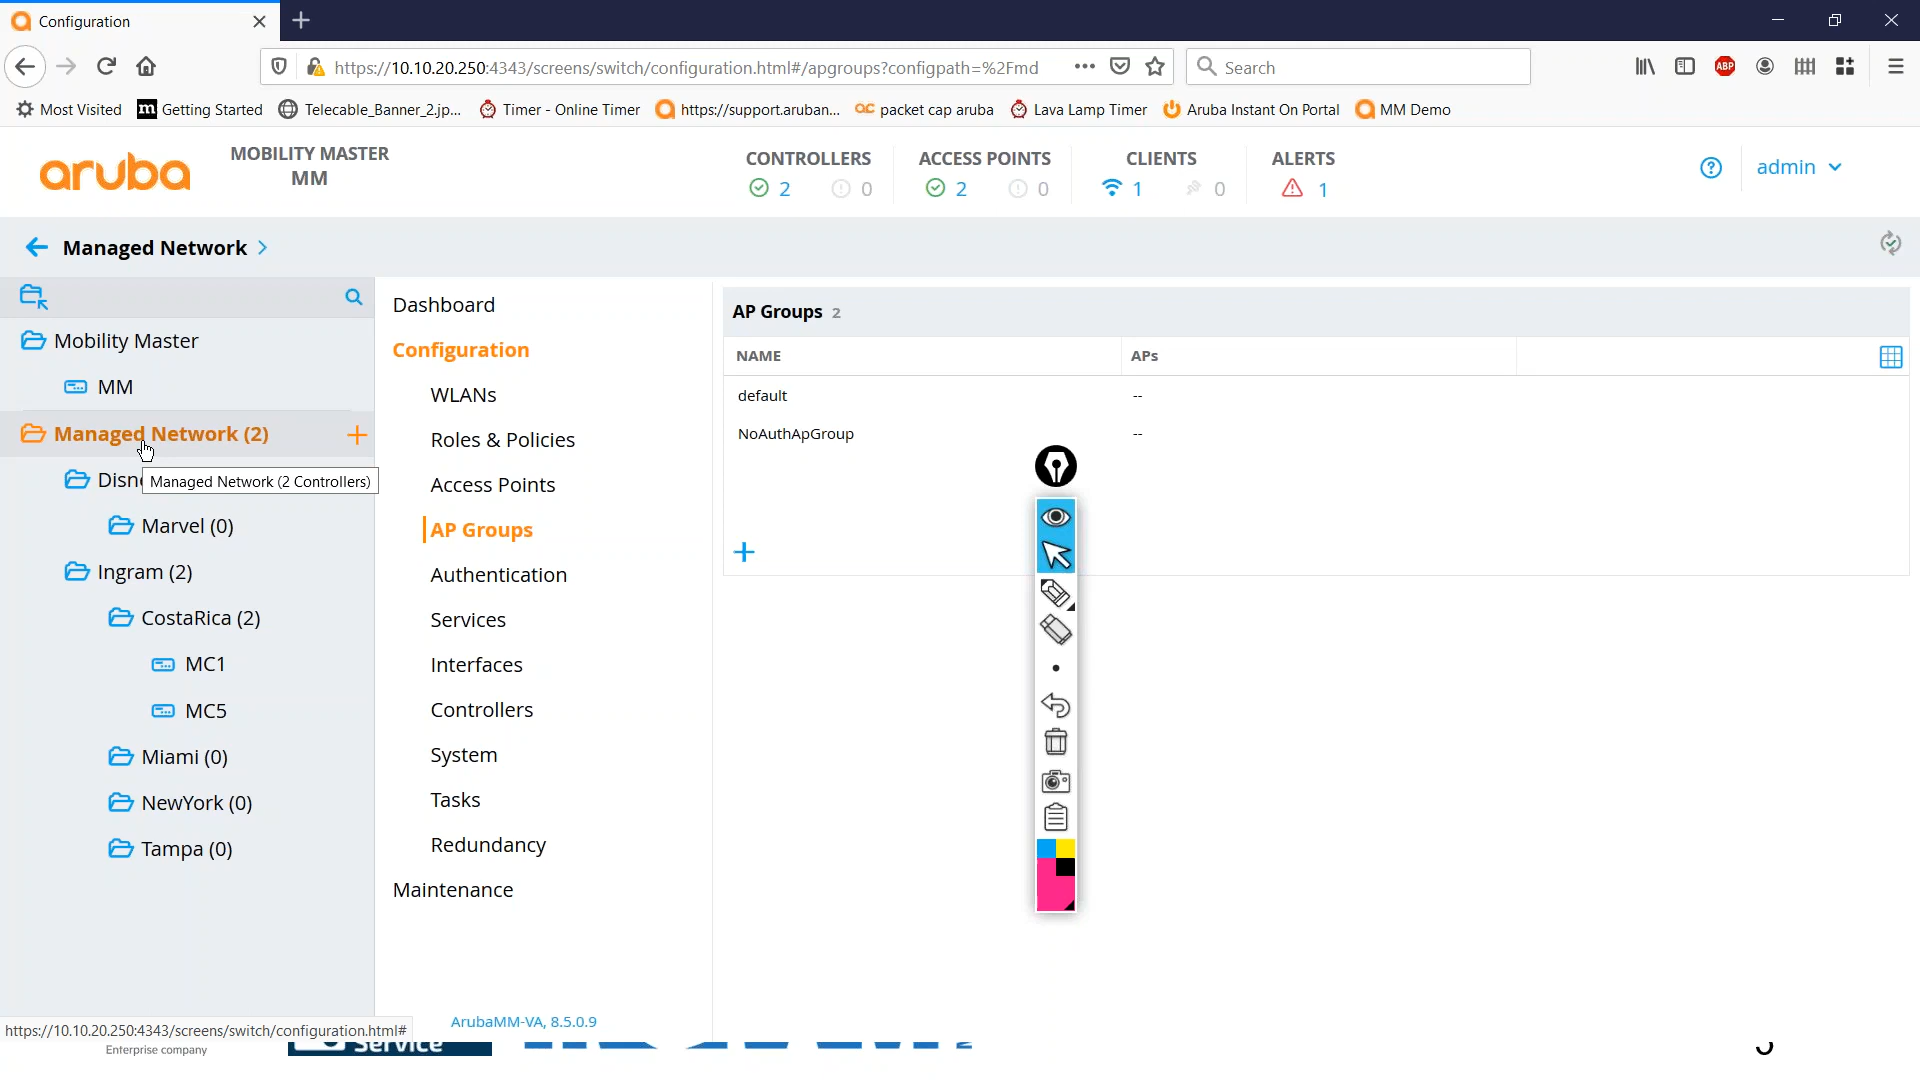 Configuration
https://10.10.20.250:4343/screens/switch/configuration.html#/apgroups?configpath=%2Fmd
Search
ABP
Most Visited
m Getting Started
Telecable_Banner_2.jp...
Timer - Online Timer
https://support.aruban...
packet cap aruba
Lava Lamp Timer
Aruba Instant On Portal
MM Demo
aruba
MOBILITY MASTER
MM
CONTROLLERS
2 0
ACCESS POINTS
2 0
CLIENTS
1 0
ALERTS
1
admin
Managed Network >
Mobility Master
MM
Managed Network (2)
Managed Network (2 Controllers)
Marvel (0)
Ingram (2)
CostaRica (2)
MC1
MC5
Miami (0)
NewYork (0)
Tampa (0)
Dashboard
Configuration
WLANs
Roles & Policies
Access Points
AP Groups
Authentication
Services
Interfaces
Controllers
System
Tasks
Redundancy
Maintenance
ArubaMM-VA, 8.5.0.9
AP Groups 2
NAME APs
default --
NoAuthApGroup --
https://10.10.20.250:4343/screens/switch/configuration.html#
Enterprise company
Service